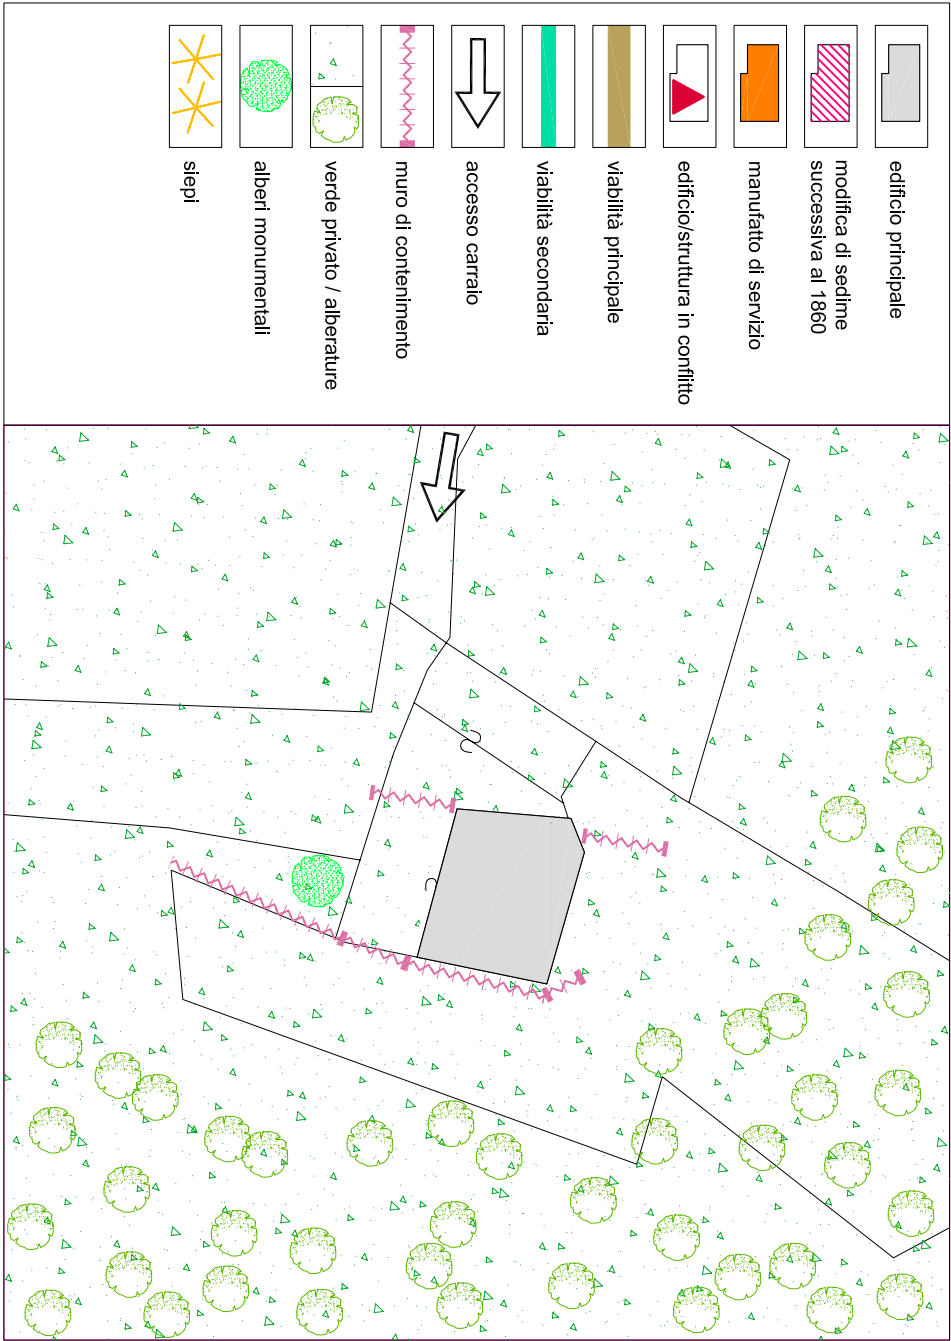 edificio principale
modifica di sedime
successiva al 1860
manufatto di servizio
edificio/struttura in conflitto
viabilità principale
viabilità secondaria
accesso carraio
muro di contenimento
verde privato / alberature
alberi monumentali
siepi